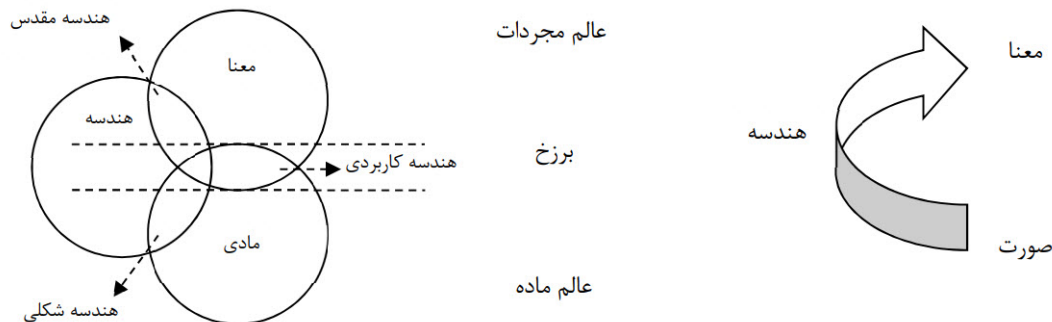 هندسه مقدس
معنا
هندسه
هندسه کاربردی
مادی
هندسه شکلی
عالم مجردات
برزخ
عالم ماده
معنا
هندسه
صورت